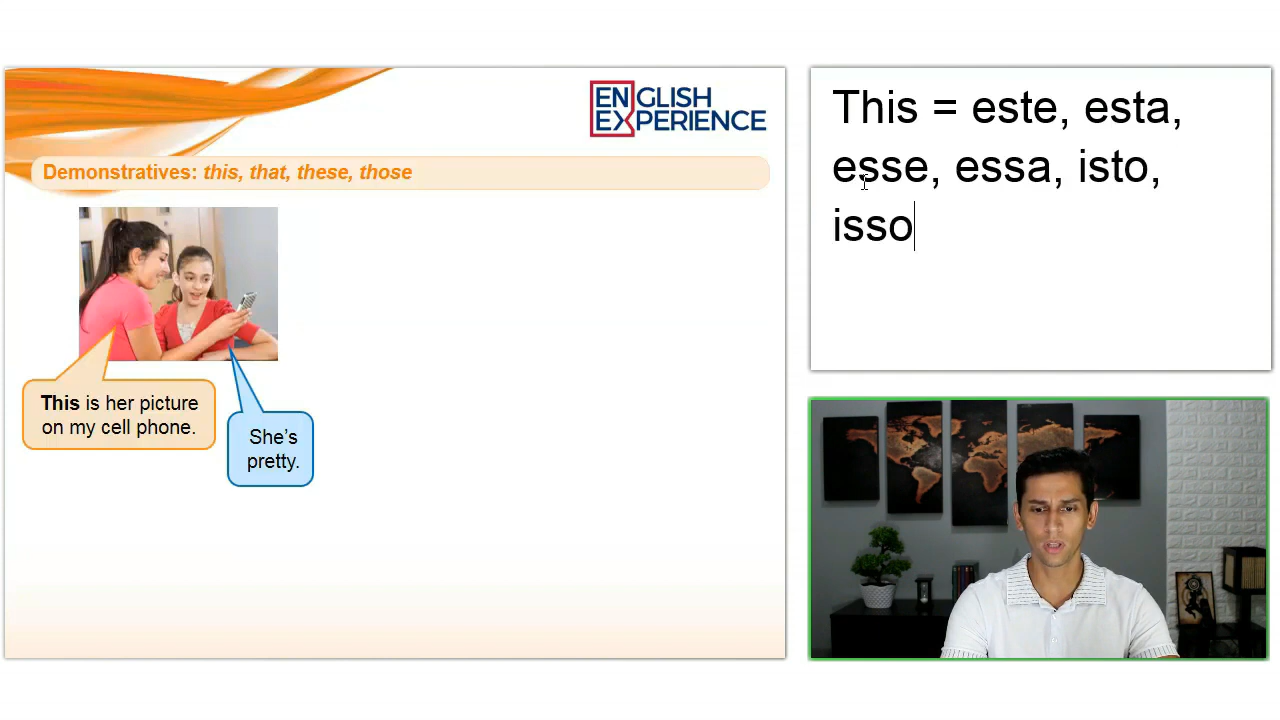 ENGLISH
EXPERIENCE
Demonstratives: this, that, these, those
This is her picture
on my cell phone.
She's
pretty.
This = este, esta,
esse, essa, isto,
isso